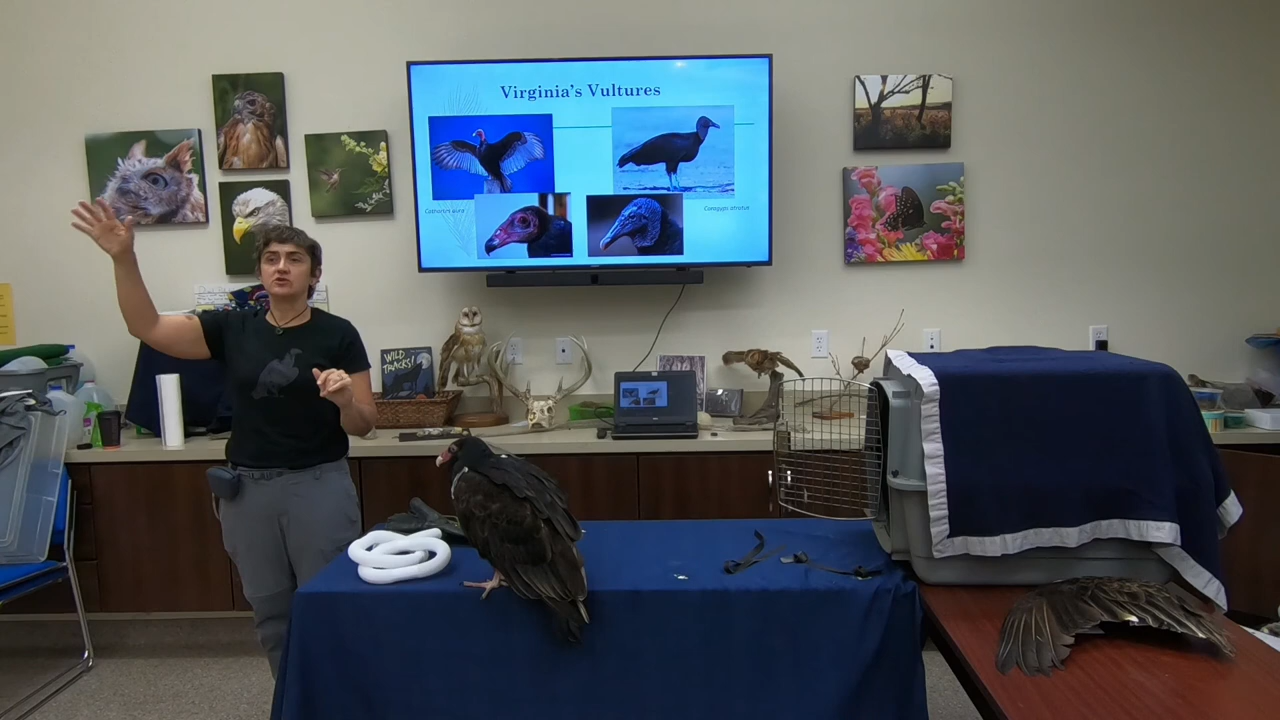 Virginia's Vultures
Cathartes aura
Coragyps atratus
WILD
TRACKS!